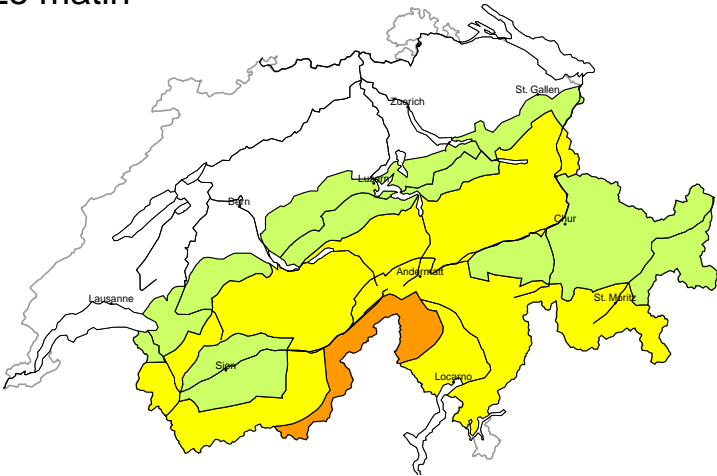 Le matin
St. Gallen
Zuerich
Luzern
Bern
Chur
Andermatt
Lausanne
St. Moritz
Sion
Locarno